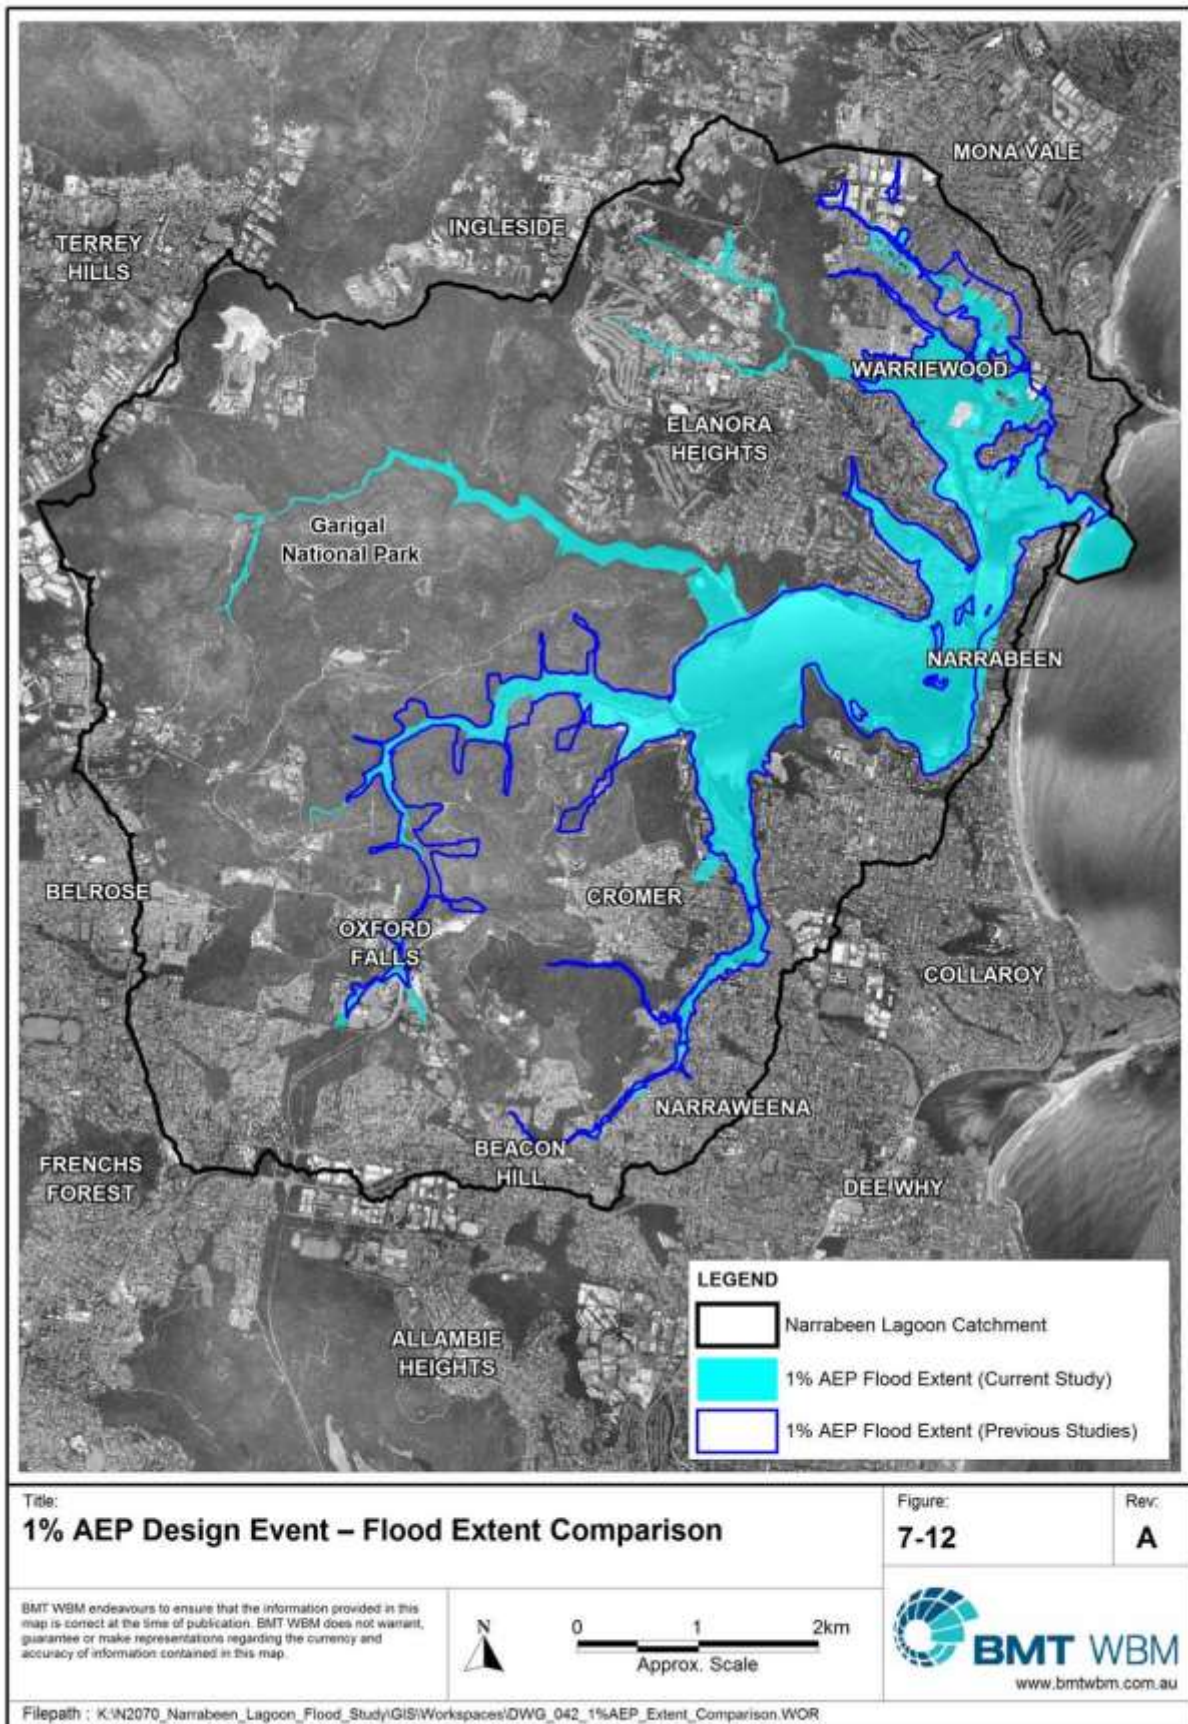 MONA VALE
INGLESIDE
TERREY
HILLS
WARRIEWOOD
ELANORA
HEIGHTS
Garigal
National Park
NARRABEEN
BELROSE
CROMER
OXFORD
FALLS
COLLAROY
NARRAWEENA
BEACON
HILL
FRENCHS
FOREST
DEE WHY
ALLAMBIE
HEIGHTS
LEGEND
Narrabeen Lagoon Catchment
1% AEP Flood Extent (Current Study)
1% AEP Flood Extent (Previous Studies)
Title:
1% AEP Design Event – Flood Extent Comparison
Figure:
7-12
Rev:
A
BMT WBM endeavours to ensure that the information provided in this
map is correct at the time of publication. BMT WBM does not warrant,
guarantee or make representations regarding the currency and
accuracy of information contained in this map.
N
0 1 2km
Approx. Scale
BMT WBM
www.bmtwbm.com.au
Filepath : K:\N2070_Narrabeen_Lagoon_Flood_Study\GIS\Workspaces\DWG_042_1%AEP_Extent_Comparison.WOR